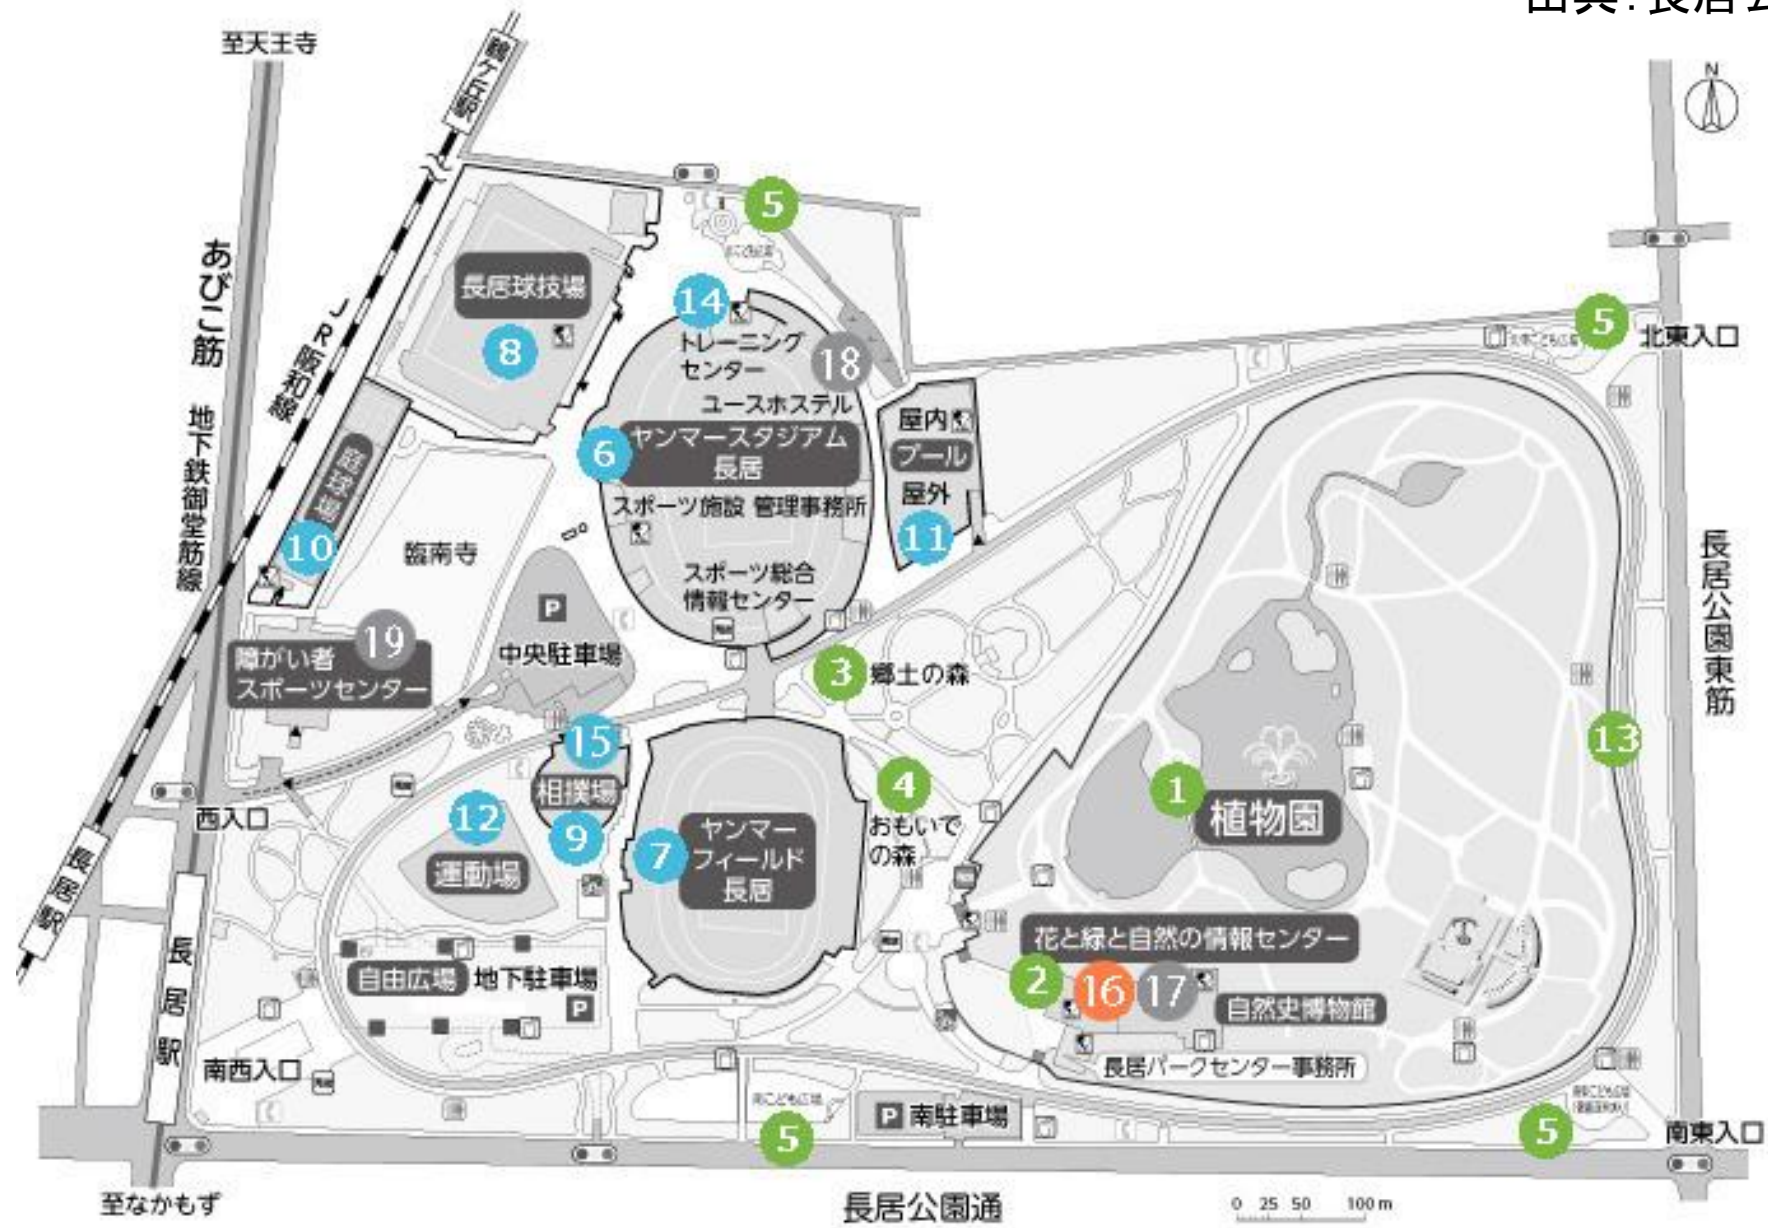 至天王寺
鶴ケ丘駅
N
5
あびこ筋
地下鉄御堂筋線
JR阪和線
長居球技場
8
14
トレーニング
センター
18
ユースホステル
6
ヤンマースタジアム
長居
スポーツ施設 管理事務所
スポーツ総合
情報センター
屋内
プール
屋外
11
5
北東入口
庭球場
10
臨南寺
P
中央駐車場
19
障がい者
スポーツセンター
3
郷土の森
長居公園東筋
13
15
相撲場
9
12
運動場
西入口
長居駅
7
ヤンマー
フィールド
長居
4
おもいで
の森
1
植物園
花と緑と自然の情報センター
2
16
17
自然史博物館
長居パークセンター事務所
自由広場
地下駐車場
P
長居駅
南西入口
南こども広場
5
P
南駐車場
5
南東入口
至なかもず
長居公園通
0 25 50 100m